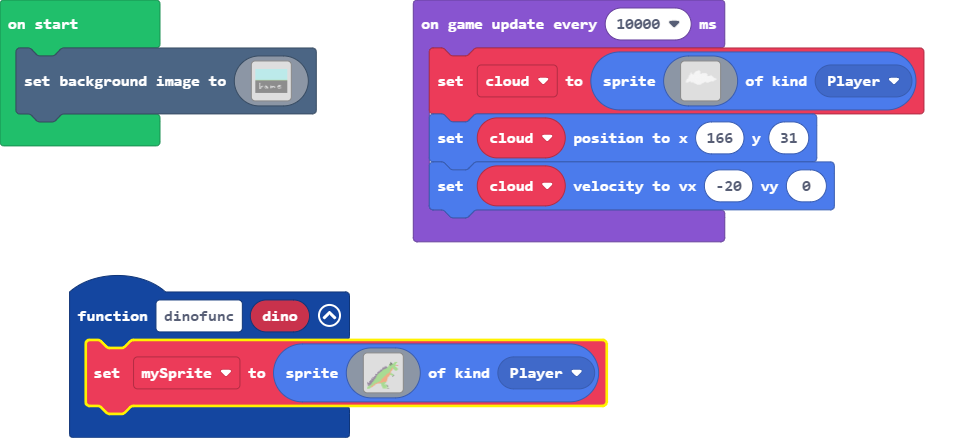 on start
set background image to
on game update every 10000 ms
set cloud to sprite of kind Player
set cloud position to x 166 y 31
set cloud velocity to vx -20 vy 0
function dinofunc dino
set mySprite to sprite of kind Player